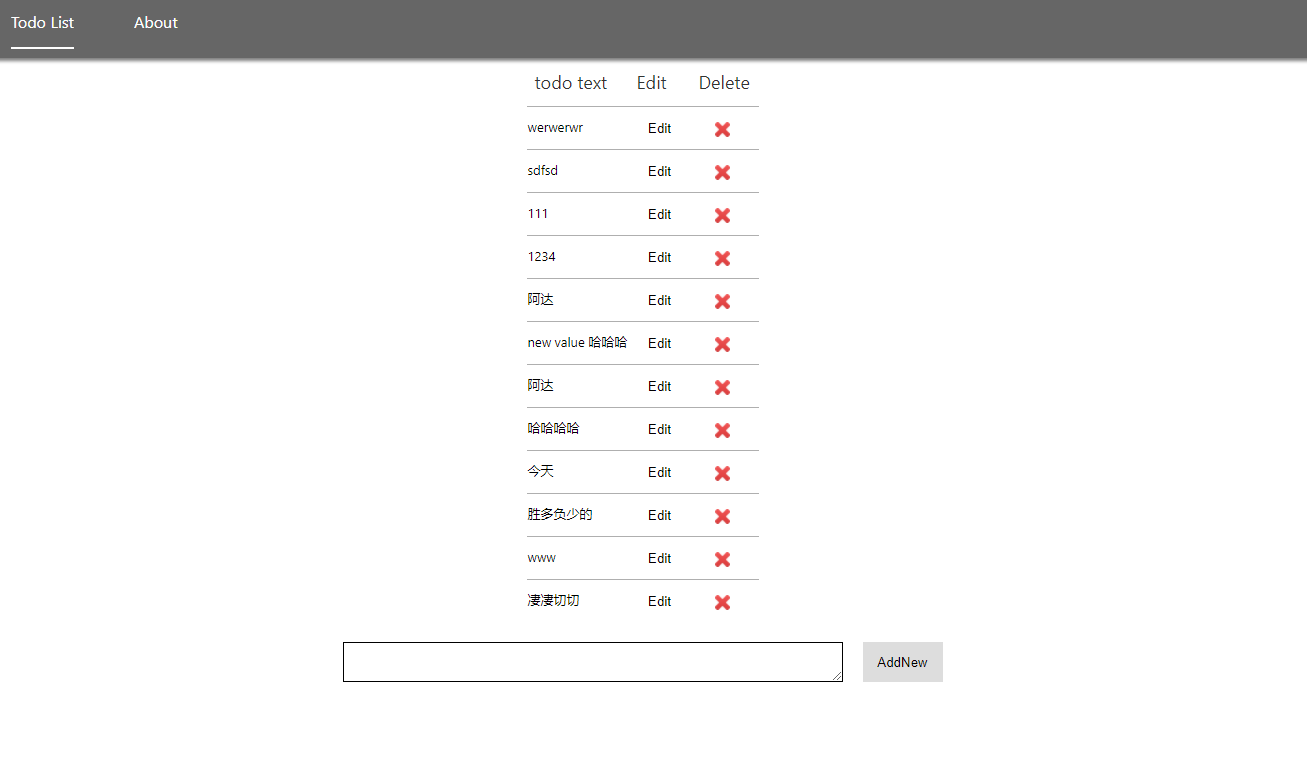 Todo List About
todo text Edit Delete
werwerwr Edit
sdfsd Edit
111 Edit
1234 Edit
阿达 Edit
new value 哈哈哈 Edit
阿达 Edit
哈哈哈哈 Edit
今天 Edit
胜多负少的 Edit
www Edit
凄凄切切 Edit
AddNew